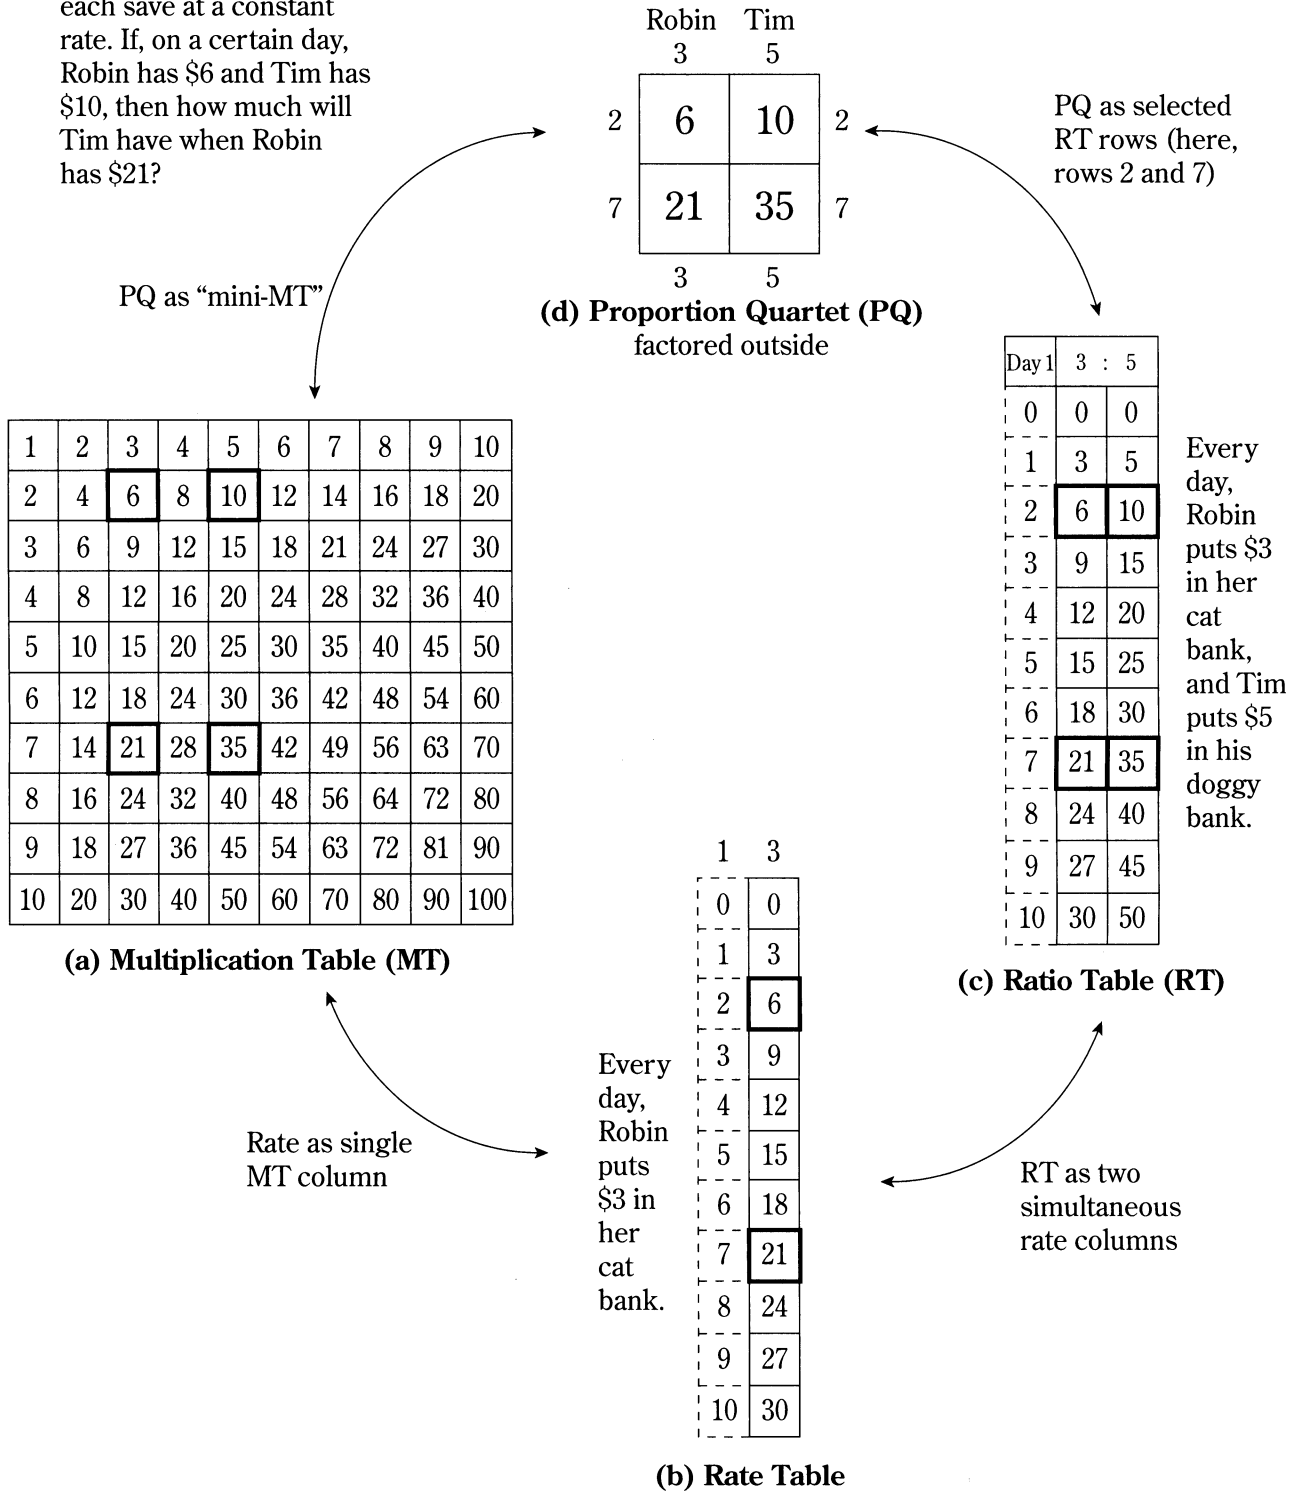 each save at a constant
rate. If, on a certain day,
Robin has $6 and Tim has
$10, then how much will
Tim have when Robin
has $21?
Robin Tim
3 5
2 6 10 2
7 21 35 7
3 5
(d) Proportion Quartet (PQ)
factored outside
PQ as selected
RT rows (here,
rows 2 and 7)
PQ as “mini-MT”
1 2 3 4 5 6 7 8 9 10
2 4 6 8 10 12 14 16 18 20
3 6 9 12 15 18 21 24 27 30
4 8 12 16 20 24 28 32 36 40
5 10 15 20 25 30 35 40 45 50
6 12 18 24 30 36 42 48 54 60
7 14 21 28 35 42 49 56 63 70
8 16 24 32 40 48 56 64 72 80
9 18 27 36 45 54 63 72 81 90
10 20 30 40 50 60 70 80 90 100
(a) Multiplication Table (MT)
Day 1 3 : 5
0 0 0
1 3 5
2 6 10
3 9 15
4 12 20
5 15 25
6 18 30
7 21 35
8 24 40
9 27 45
10 30 50
(c) Ratio Table (RT)
Every
day,
Robin
puts $3
in her
cat
bank,
and Tim
puts $5
in his
doggy
bank.
Rate as single
MT column
Every
day,
Robin
puts
$3 in
her
cat
bank.
1 3
0 0
1 3
2 6
3 9
4 12
5 15
6 18
7 21
8 24
9 27
10 30
(b) Rate Table
RT as two
simultaneous
rate columns